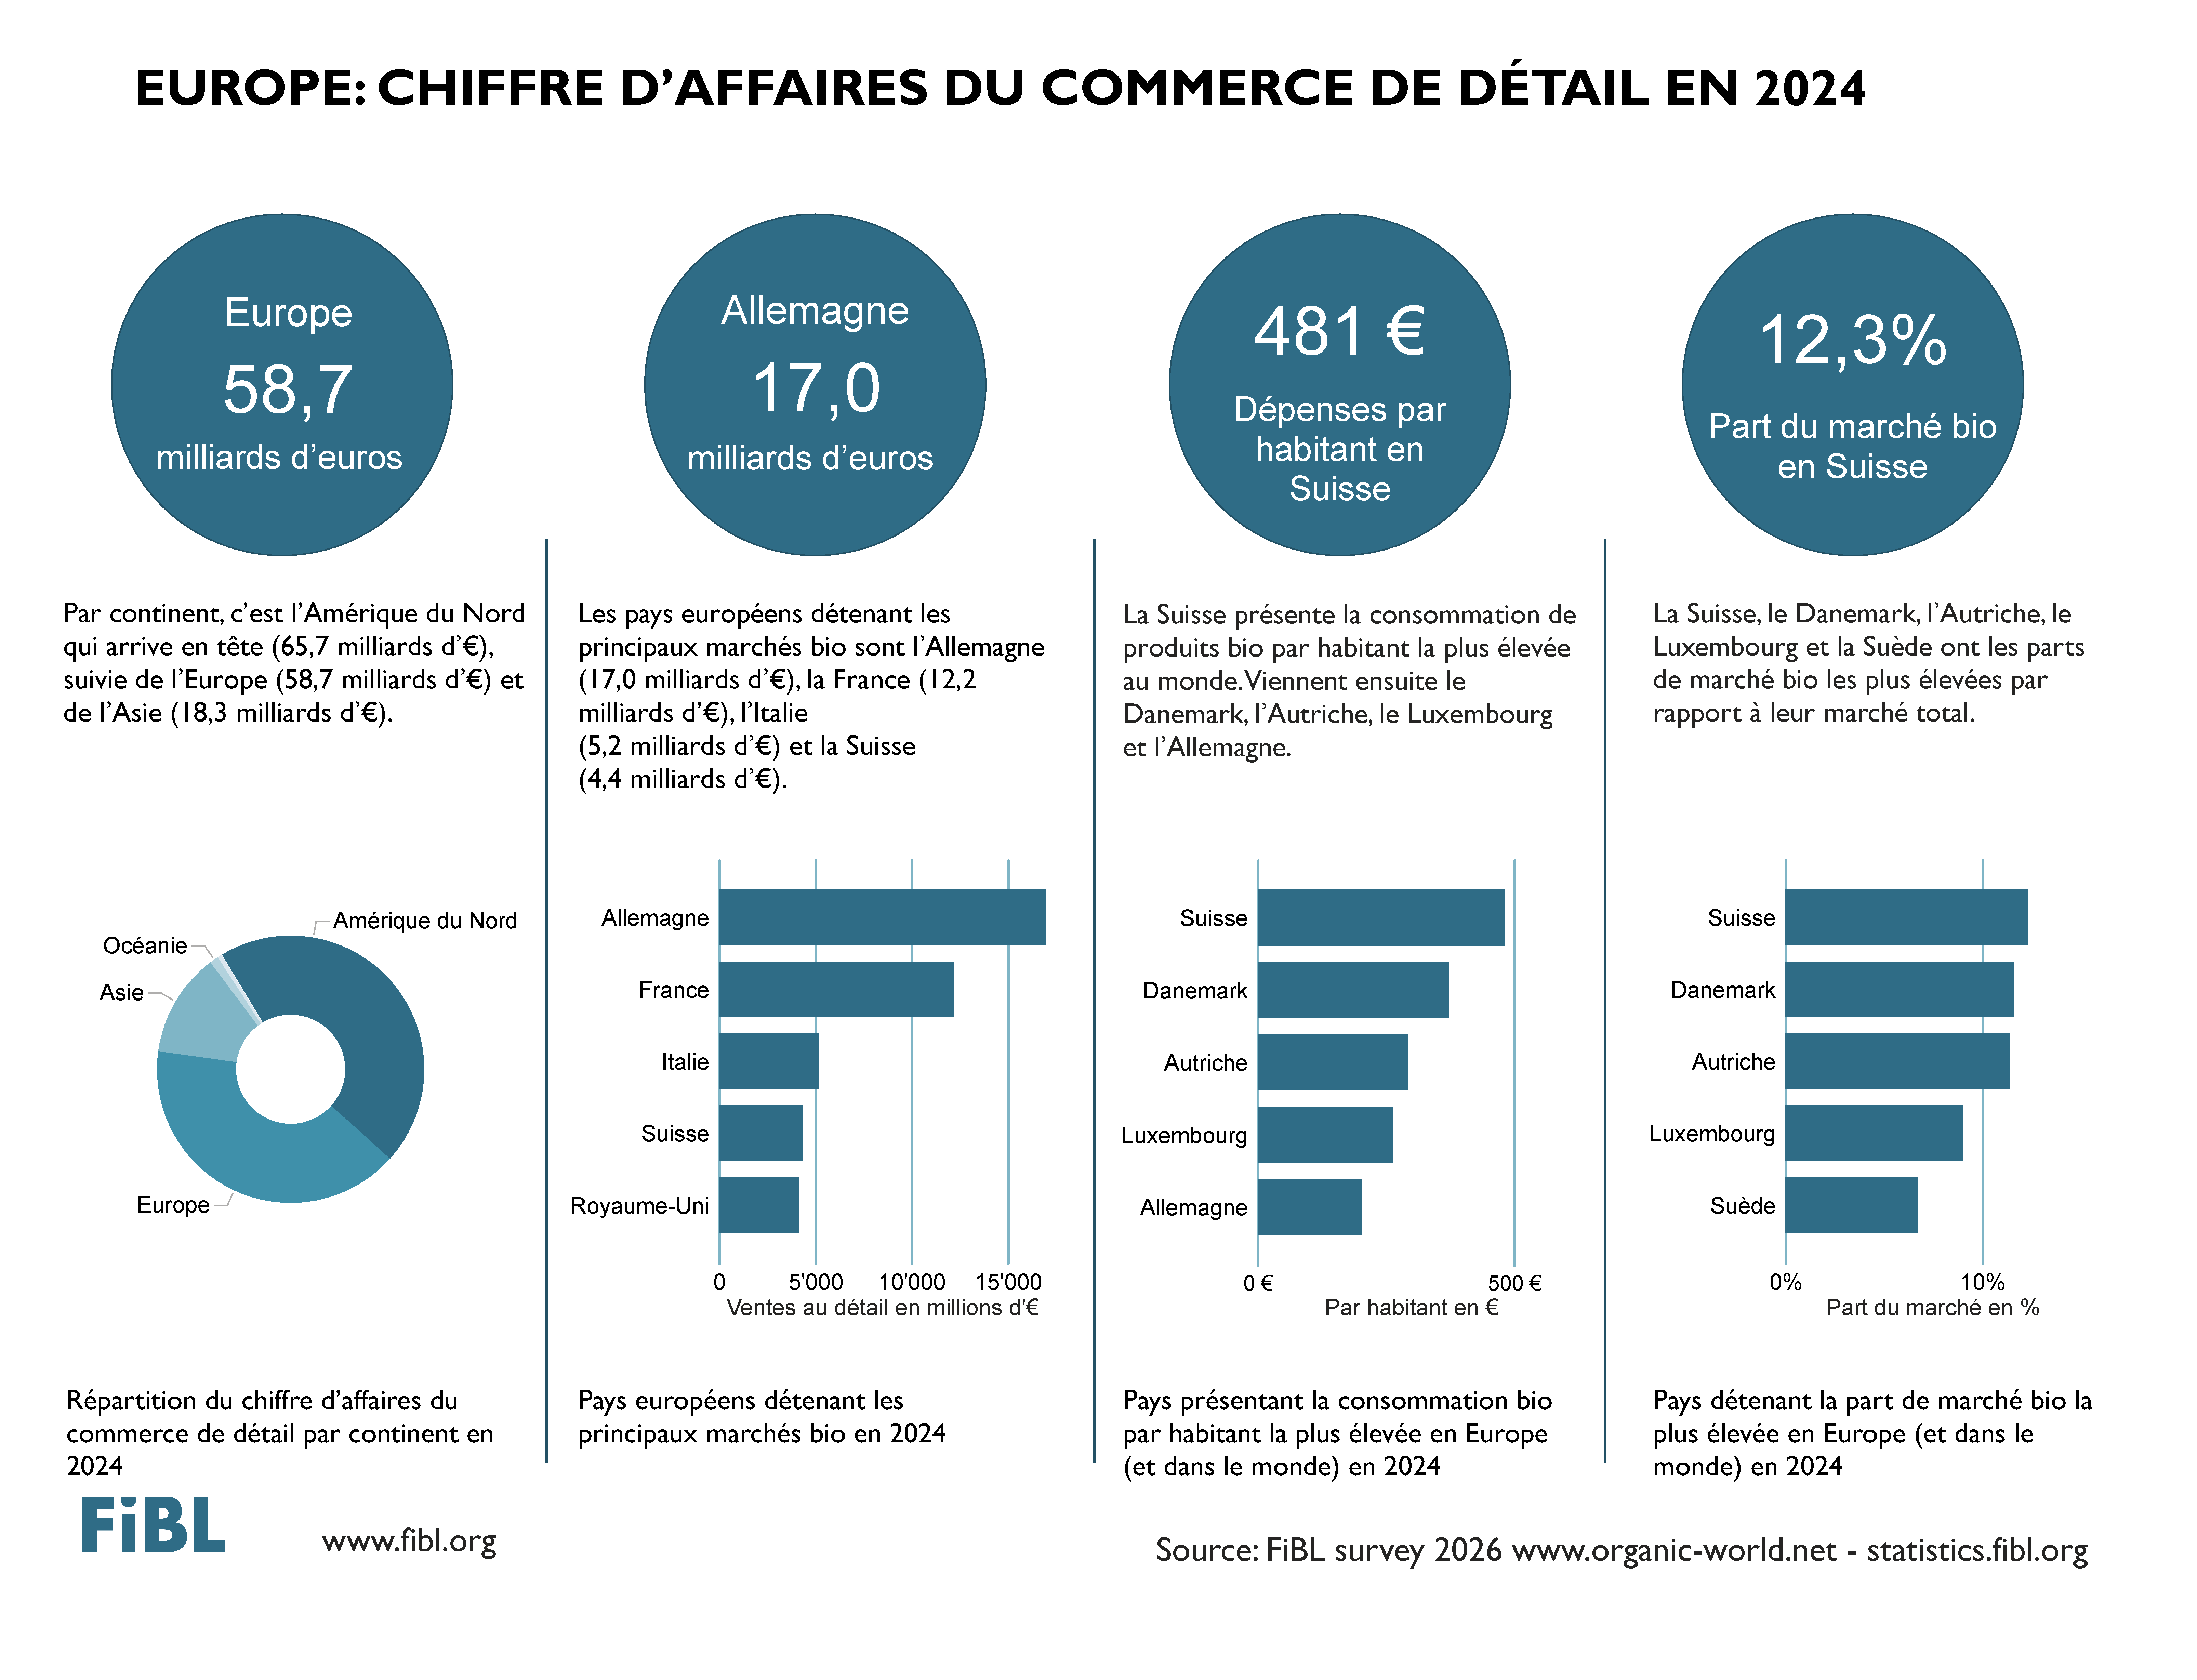 EUROPE: CHIFFRE D’AFFAIRES DU COMMERCE DE DÉTAIL EN 2024
Europe
58,7
milliards d’euros
Allemagne
17,0
milliards d’euros
481 €
Dépenses par
habitant en
Suisse
12,3%
Part du marché bio
en Suisse
Par continent, c’est l’Amérique du Nord
qui arrive en tête (65,7 milliards d’€),
suivie de l’Europe (58,7 milliards d’€) et
de l’Asie (18,3 milliards d’€).
Les pays européens détenant les
principaux marchés bio sont l’Allemagne
(17,0 milliards d’€), la France (12,2
milliards d’€), l’Italie
(5,2 milliards d’€) et la Suisse
(4,4 milliards d’€).
La Suisse présente la consommation de
produits bio par habitant la plus élevée
au monde. Viennent ensuite le
Danemark, l’Autriche, le Luxembourg
et l’Allemagne.
La Suisse, le Danemark, l’Autriche, le
Luxembourg et la Suède ont les parts
de marché bio les plus élevées par
rapport à leur marché total.
Amérique du Nord
Océanie
Asie
Europe
Allemagne
France
Italie
Suisse
Royaume-Uni
0 5'000 10'000 15'000
Ventes au détail en millions d'€
Suisse
Danemark
Autriche
Luxembourg
Allemagne
0 € 500 €
Par habitant en €
Suisse
Danemark
Autriche
Luxembourg
Suède
0% 10%
Part du marché en %
Répartition du chiffre d’affaires du
commerce de détail par continent en
2024
Pays européens détenant les
principaux marchés bio en 2024
Pays présentant la consommation bio
par habitant la plus élevée en Europe
(et dans le monde) en 2024
Pays détenant la part de marché bio la
plus élevée en Europe (et dans le
monde) en 2024
FiBL
www.fibl.org
Source: FiBL survey 2026 www.organic-world.net - statistics.fibl.org